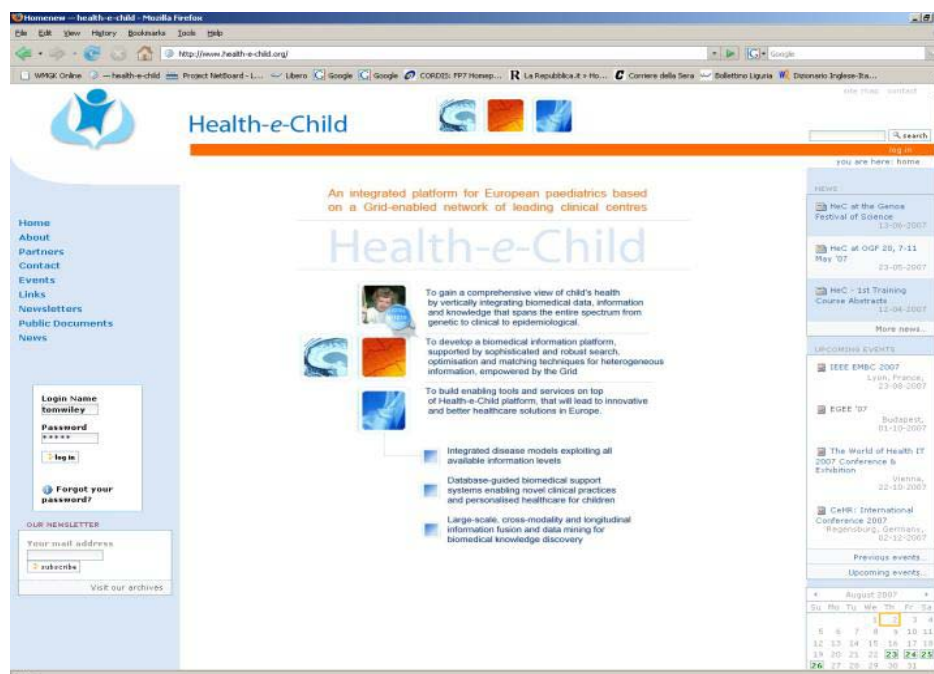 Homenew — health-e-child - Mozilla Firefox
File Edit View History Bookmarks Tools Help
http://www.health-e-child.org/
Google
WMGK Online
— health-e-child
Project NetBoard - L...
Libero
Google
Google
CORDIS: FP7 Homep...
La Repubblica.it » Ho...
Corriere della Sera
Bollettino Liguria
Dizionario Inglese-Ita...
site map contact
Health-e-Child
search
log in
you are here: home
Home
About
Partners
Contact
Events
Links
Newsletters
Public Documents
News
Login Name
tomwiley
Password
*****
log in
Forgot your
password?
OUR NEWSLETTER
Your mail address
subscribe
Visit our archives
An integrated platform for European paediatrics based
on a Grid-enabled network of leading clinical centres
Health-e-Child
To gain a comprehensive view of child's health
by vertically integrating biomedical data, information
and knowledge that spans the entire spectrum from
genetic to clinical to epidemiological.
To develop a biomedical information platform,
supported by sophisticated and robust search,
optimisation and matching techniques for heterogeneous
information, empowered by the Grid
To build enabling tools and services on top
of Health-e-Child platform, that will lead to innovative
and better healthcare solutions in Europe.
Integrated disease models exploiting all
available information levels
Database-guided biomedical support
systems enabling novel clinical practices
and personalised healthcare for children
Large-scale, cross-modality and longitudinal
information fusion and data mining for
biomedical knowledge discovery
NEWS
HeC at the Genoa
Festival of Science
13-06-2007
HeC at OGF 20, 7-11
May '07
23-05-2007
HeC - 1st Training
Course Abstracts
12-04-2007
More news...
UPCOMING EVENTS
IEEE EMBC 2007
Lyon, France,
23-08-2007
EGEE '07
Budapest,
01-10-2007
The World of Health IT
2007 Conference &
Exhibition
Vienna,
22-10-2007
CeHR: International
Conference 2007
Regensburg, Germany,
02-12-2007
Previous events...
Upcoming events...
August 2007
Su Mo Tu We Th Fr Sa
1 2 3 4
5 6 7 8 9 10 11
12 13 14 15 16 17 18
19 20 21 22 23 24 25
26 27 28 29 30 31